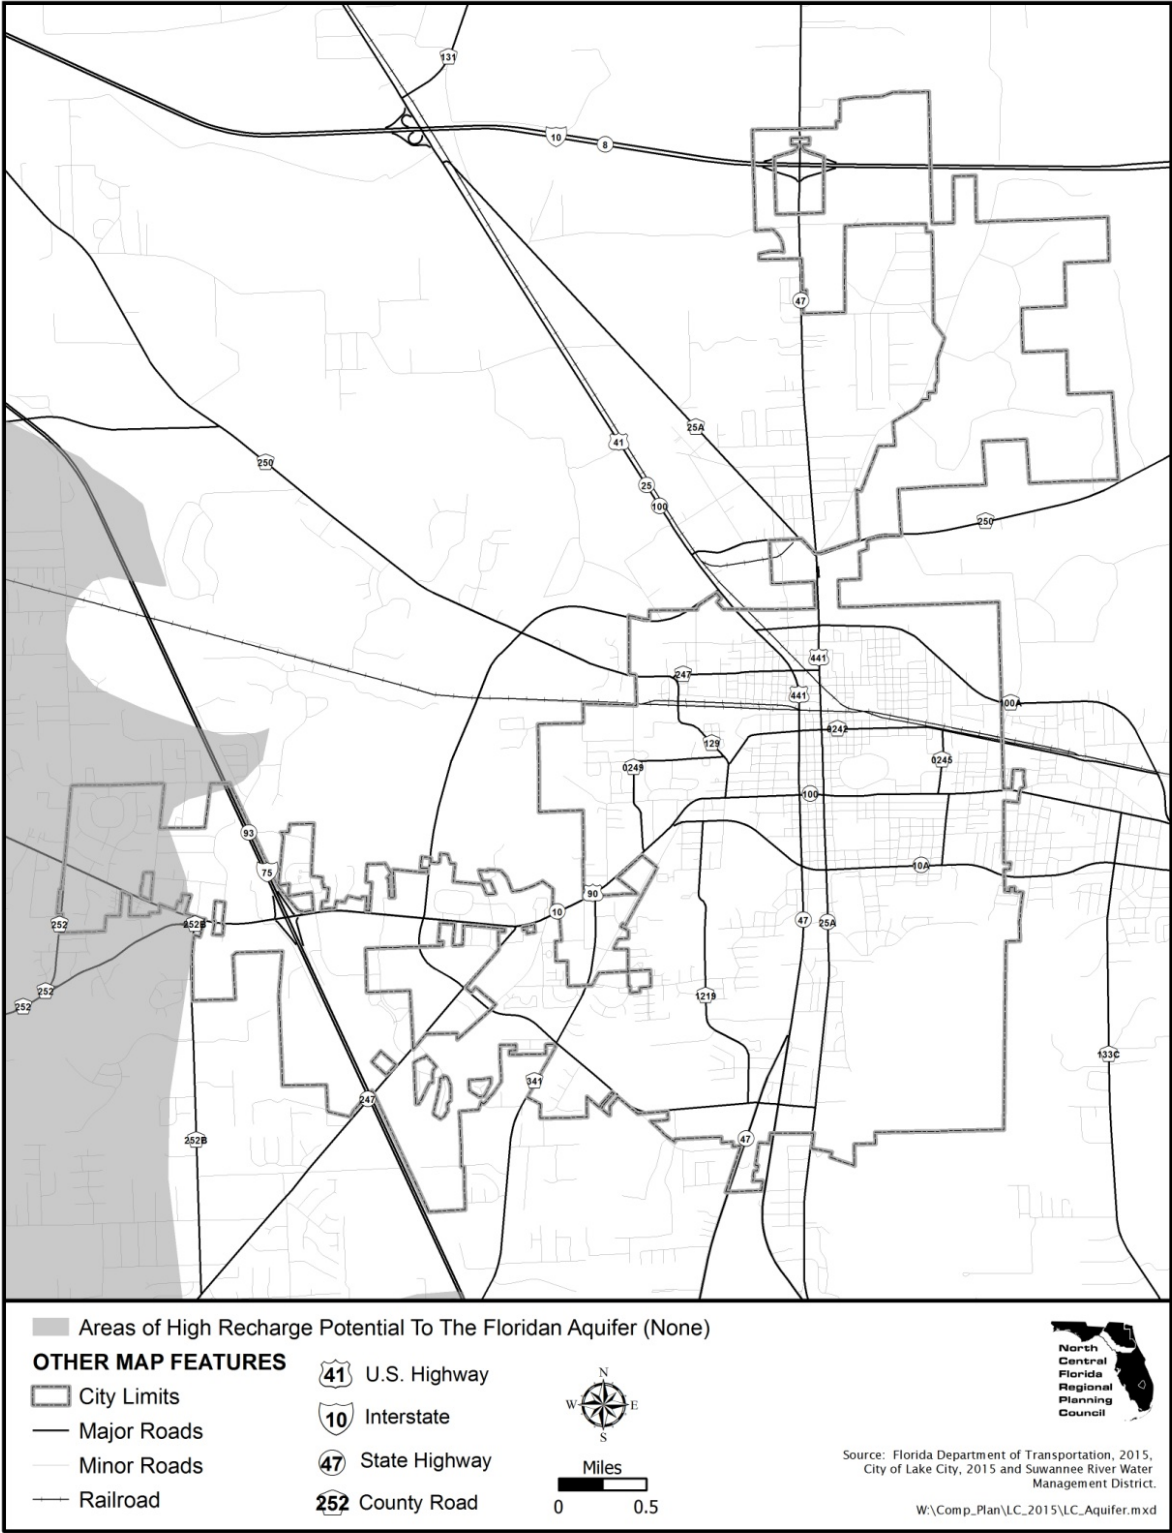 131
10
8
47
41
25A
25
100
250
250
441
247
441
100A
129
0242
0249
0245
100
93
75
10A
90
10
252
252B
47
25A
252
252
1219
133C
341
247
252B
47
Areas of High Recharge Potential To The Floridan Aquifer (None)
OTHER MAP FEATURES
City Limits
Major Roads
Minor Roads
Railroad
41 U.S. Highway
10 Interstate
47 State Highway
252 County Road
N
W E
S
Miles
0 0.5
North
Central
Florida
Regional
Planning
Council
Source: Florida Department of Transportation, 2015,
City of Lake City, 2015 and Suwannee River Water
Management District.
W:\Comp_Plan\LC_2015\LC_Aquifer.mxd